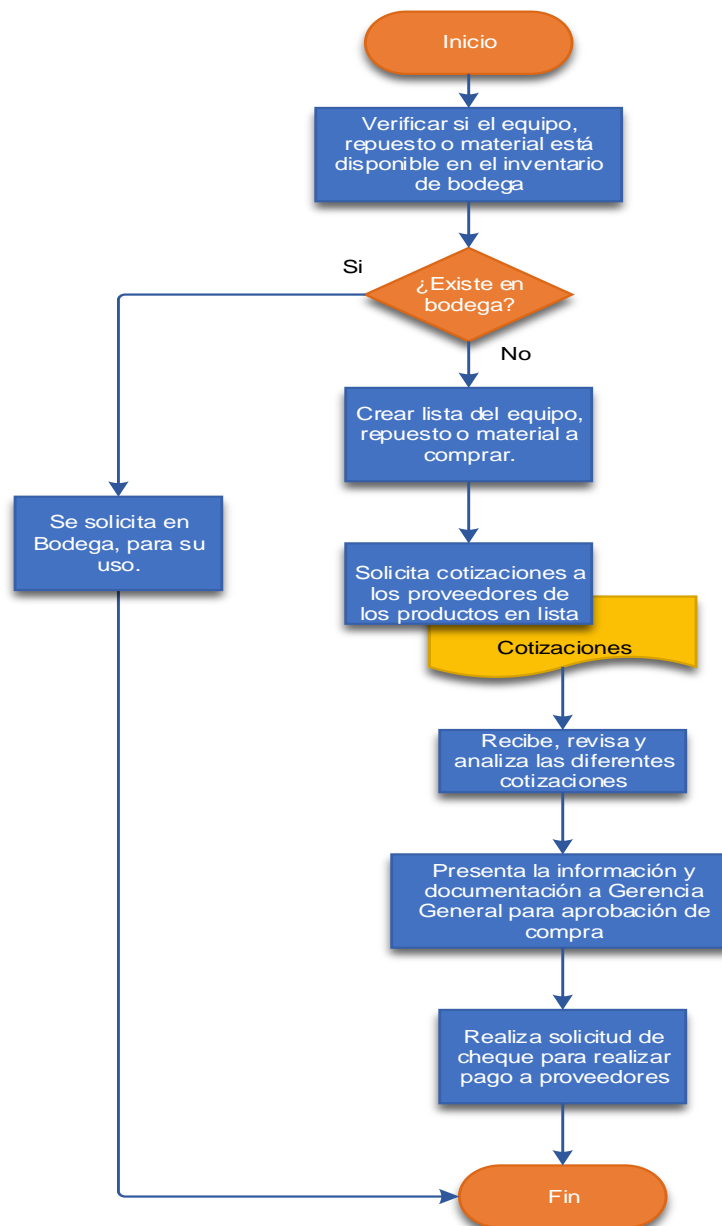 Inicio
Verificar si el equipo,
repuesto o material está
disponible en el inventario
de bodega
Si
¿Existe en
bodega?
No
Crear lista del equipo,
repuesto o material a
comprar.
Se solicita en
Bodega, para su
uso.
Solicita cotizaciones a
los proveedores de
los productos en lista
Cotizaciones
Recibe, revisa y
analiza las diferentes
cotizaciones
Presenta la información y
documentación a Gerencia
General para aprobación de
compra
Realiza solicitud de
cheque para realizar
pago a proveedores
Fin